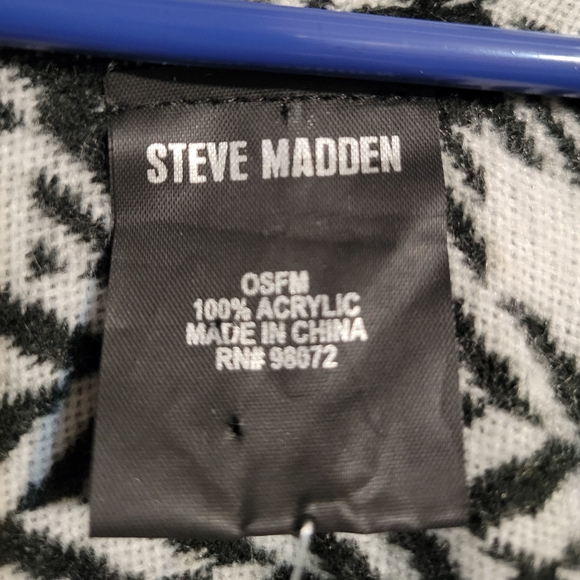 STEVE MADDEN
OSFM
100% ACRYLIC
MADE IN CHINA
RN# 98672